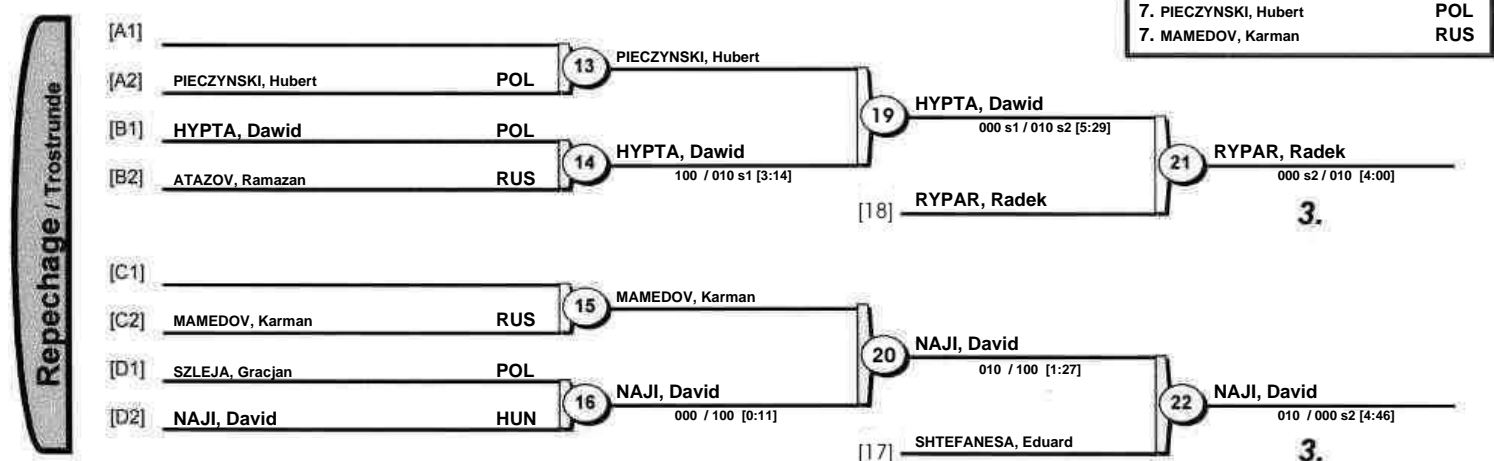 7. PIECZYNSKI, Hubert POL
7. MAMEDOV, Karman RUS
Repechage / Trostrunde
[A1]
13 PIECZYNSKI, Hubert
[A2] PIECZYNSKI, Hubert POL
19 HYPTA, Dawid
000 s1 / 010 s2 [5:29]
[B1] HYPTA, Dawid POL
14 HYPTA, Dawid
100 / 010 s1 [3:14]
21 RYPAR, Radek
000 s2 / 010 [4:00]
[B2] ATAZOV, Ramazan RUS
[18] RYPAR, Radek
3.
[C1]
15 MAMEDOV, Karman
[C2] MAMEDOV, Karman RUS
20 NAJI, David
010 / 100 [1:27]
[D1] SZLEJA, Gracjan POL
16 NAJI, David
000 / 100 [0:11]
22 NAJI, David
010 / 000 s2 [4:46]
[D2] NAJI, David HUN
[17] SHTEFANESA, Eduard
3.